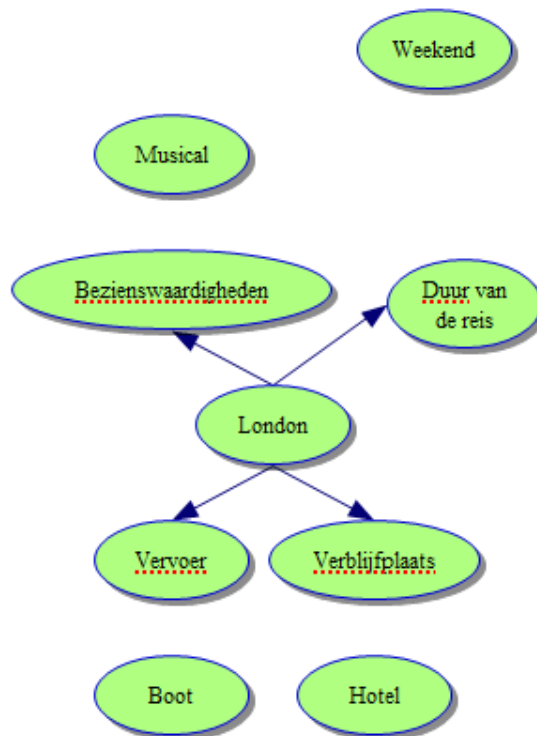 Weekend
Musical
Bezienswaardigheden
Duur van
de reis
London
Vervoer
Verblijfplaats
Boot
Hotel